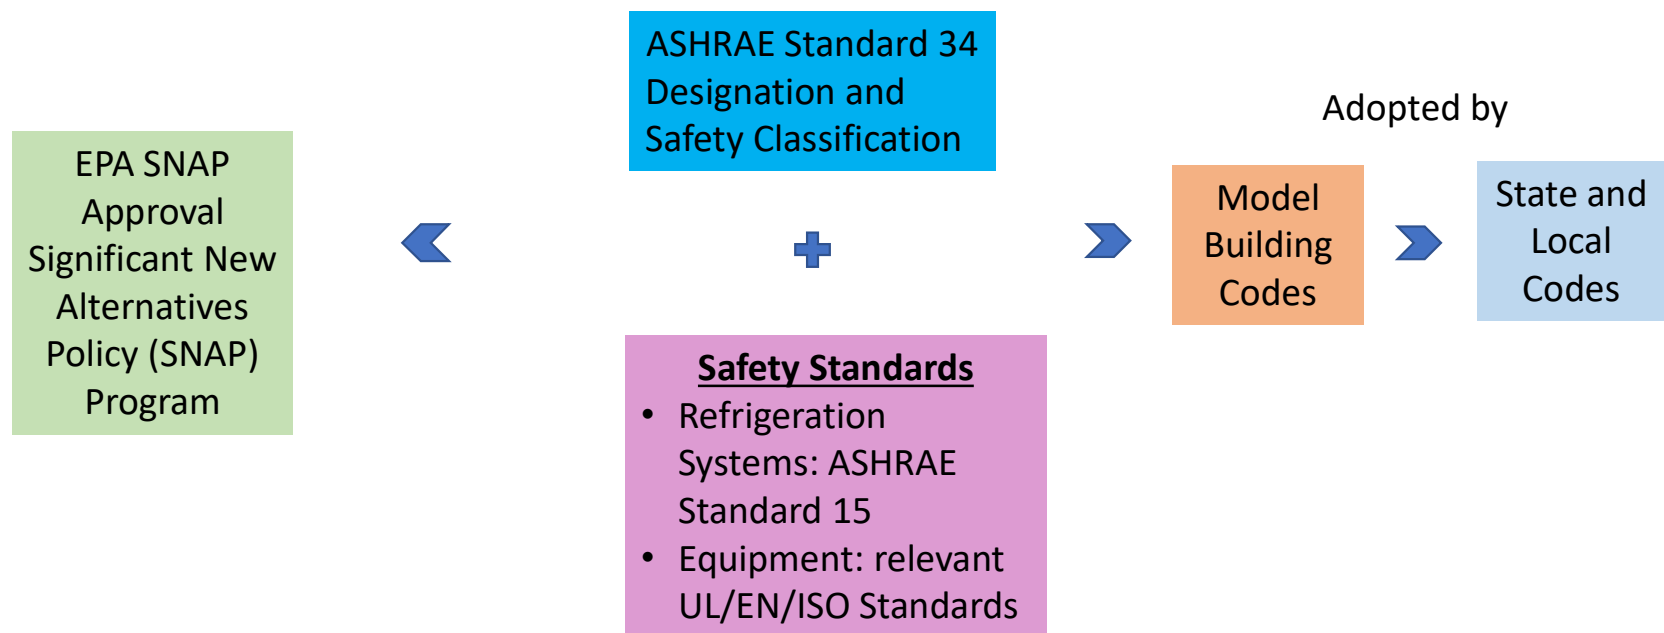 EPA SNAP
Approval
Significant New
Alternatives
Policy (SNAP)
Program
ASHRAE Standard 34
Designation and
Safety Classification
Safety Standards
• Refrigeration
Systems: ASHRAE
Standard 15
• Equipment: relevant
UL/EN/ISO Standards
Adopted by
Model
Building
Codes
State and
Local
Codes